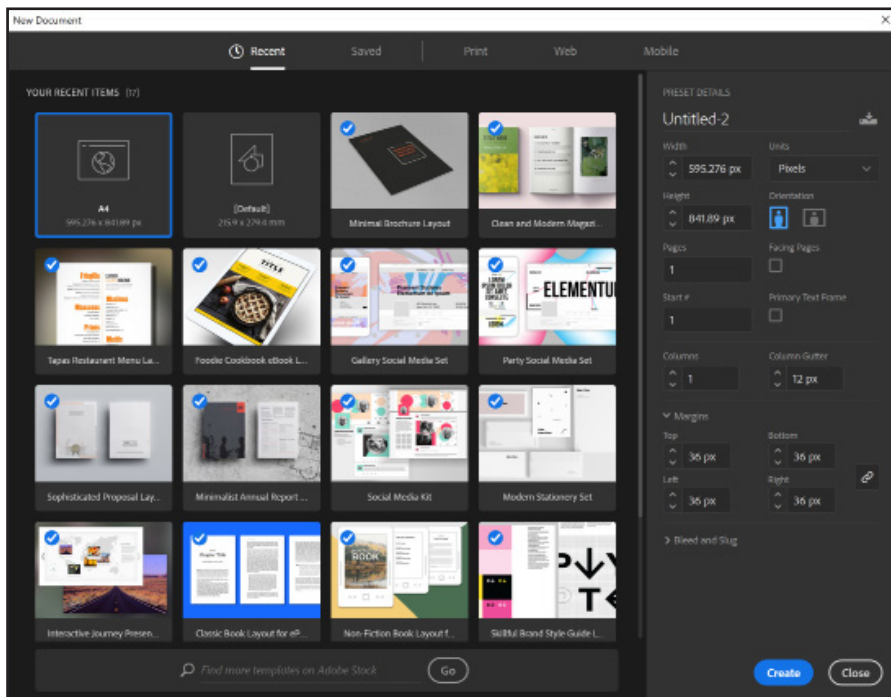 New Document
Recent Saved Print Web Mobile
YOUR RECENT ITEMS (17)
A4
595.276 x 841.89 px
[Default]
215.9 x 279.4 mm
Minimal Brochure Layout
Clean and Modern Magazi...
TITLE
ELEMENTU
Tapas Restaurant Menu La...
Foodie Cookbook eBook L...
Gallery Social Media Set
Party Social Media Set
Sophisticated Proposal Lay...
Minimalist Annual Report ...
Social Media Kit
Modern Stationery Set
BOOK
Interactive Journey Presen...
Classic Book Layout for eP...
Non-Fiction Book Layout f...
Skillful Brand Style Guide L...
Find more templates on Adobe Stock
Go
PRESET DETAILS
Untitled-2
Width Units
595.276 px Pixels
Height Orientation
841.89 px
Pages Facing Pages
1
Start # Primary Text Frame
1
Columns Column Gutter
1 12 px
Margins
Top Bottom
36 px 36 px
Left Right
36 px 36 px
Bleed and Slug
Create Close